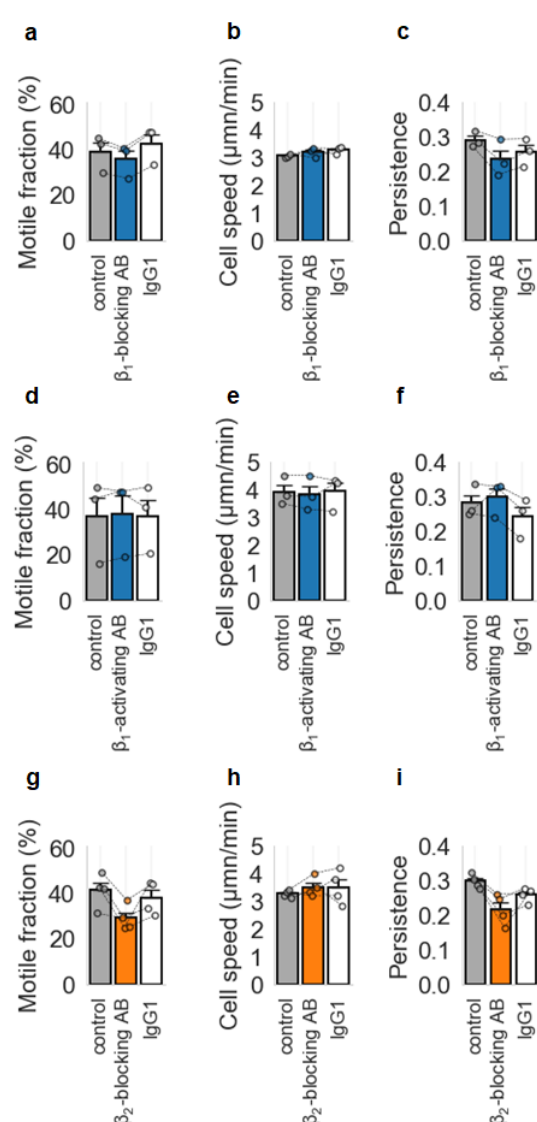 a
b
c
Motile fraction (%)
60
40
20
0
control
β₁-blocking AB
IgG1
Cell speed (µmn/min)
5
4
3
2
1
0
control
β₁-blocking AB
IgG1
Persistence
0.4
0.3
0.2
0.1
0.0
control
β₁-blocking AB
IgG1
d
e
f
Motile fraction (%)
60
40
20
0
control
β₁-activating AB
IgG1
Cell speed (µmn/min)
5
4
3
2
1
0
control
β₁-activating AB
IgG1
Persistence
0.4
0.3
0.2
0.1
0.0
control
β₁-activating AB
IgG1
g
h
i
Motile fraction (%)
60
40
20
0
control
β₂-blocking AB
IgG1
Cell speed (µmn/min)
5
4
3
2
1
0
control
β₂-blocking AB
IgG1
Persistence
0.4
0.3
0.2
0.1
0.0
control
β₂-blocking AB
IgG1